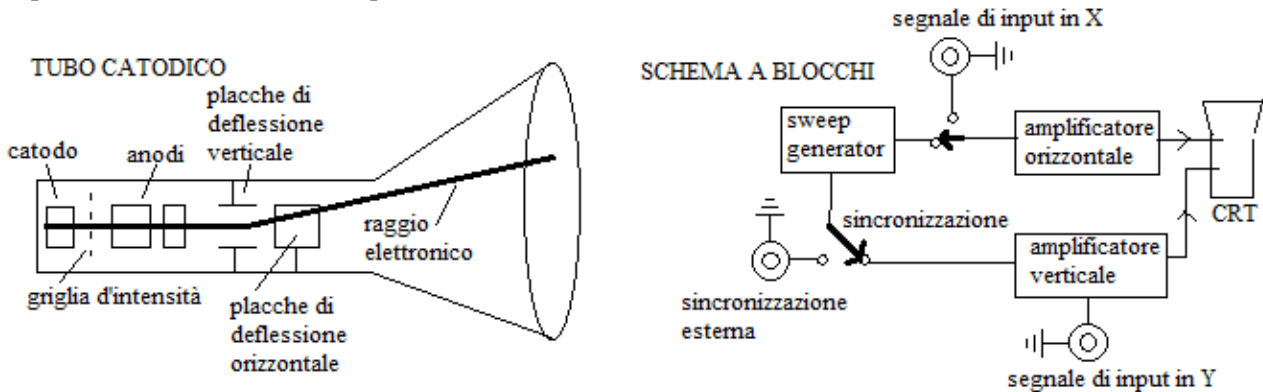 TUBO CATODICO
placche di
deflessione
verticale
catodo
anodi
raggio
elettronico
griglia d'intensità
placche di
deflessione
orizzontale
segnale di input in X
SCHEMA A BLOCCHI
sweep
generator
amplificatore
orizzontale
CRT
sincronizzazione
amplificatore
verticale
sincronizzazione
esterna
segnale di input in Y